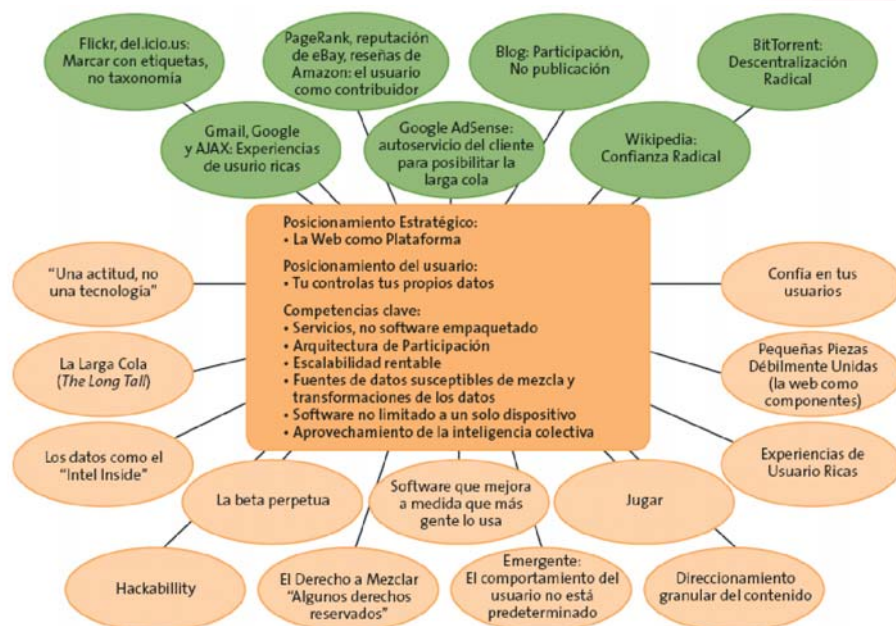 Flickr, del.icio.us:
Marcar con etiquetas,
no taxonomía
PageRank, reputación
de eBay, reseñas de
Amazon: el usuario
como contribuidor
Blog: Participación,
No publicación
BitTorrent:
Descentralización
Radical
Gmail, Google
y AJAX: Experiencias
de usurio ricas
Google AdSense:
autoservicio del cliente
para posibilitar la
larga cola
Wikipedia:
Confianza Radical
Posicionamiento Estratégico:
• La Web como Plataforma
Posicionamiento del usuario:
• Tu controlas tus propios datos
Competencias clave:
• Servicios, no software empaquetado
• Arquitectura de Participación
• Escalabilidad rentable
• Fuentes de datos susceptibles de mezcla y
transformaciones de los datos
• Software no limitado a un solo dispositivo
• Aprovechamiento de la inteligencia colectiva
"Una actitud, no
una tecnología"
La Larga Cola
(The Long Tall)
Los datos como el
"Intel Inside"
Confía en tus
usuarios
Pequeñas Piezas
Débilmente Unidas
(la web como
componentes)
Experiencias de
Usuario Ricas
La beta perpetua
Software que mejora
a medida que más
gente lo usa
Jugar
Hackabillity
El Derecho a Mezclar
"Algunos derechos
reservados"
Emergente:
El comportamiento del
usuario no está
predeterminado
Direccionamiento
granular del contenido